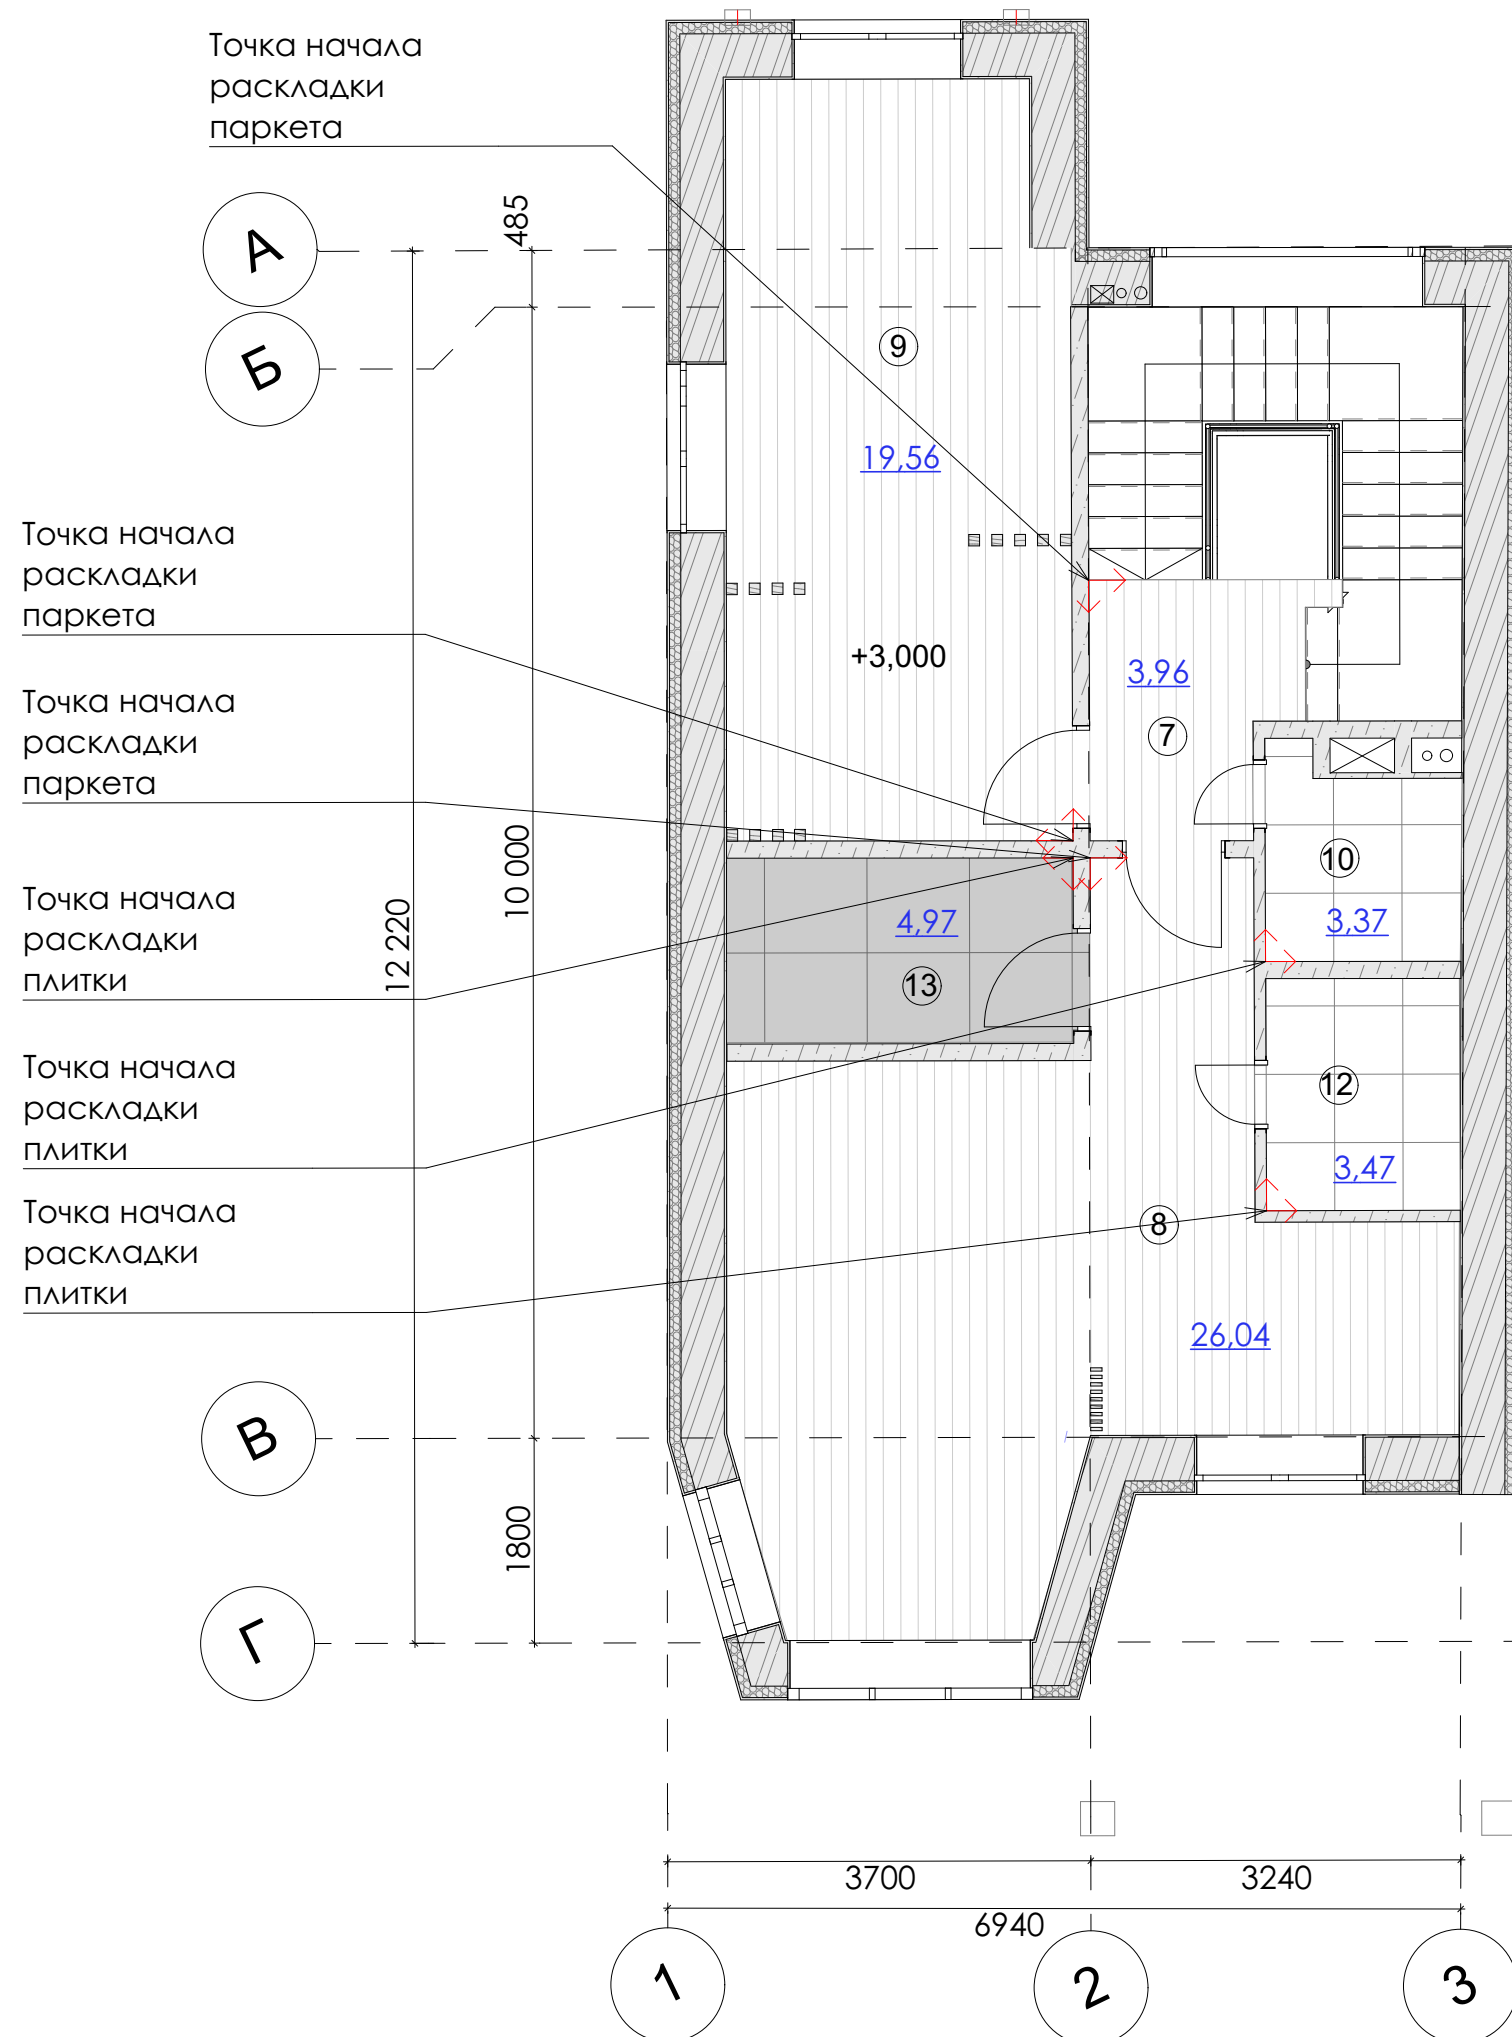 Точка начала
раскладки
паркета
А
485
Б
9
19,56
Точка начала
раскладки
паркета
+3,000
3,96
7
Точка начала
раскладки
паркета
10 000
10
Точка начала
раскладки
плитки
12 220
4,97
3,37
13
Точка начала
раскладки
плитки
12
3,47
Точка начала
раскладки
плитки
8
26,04
В
1800
Г
3700
3240
6940
1
2
3